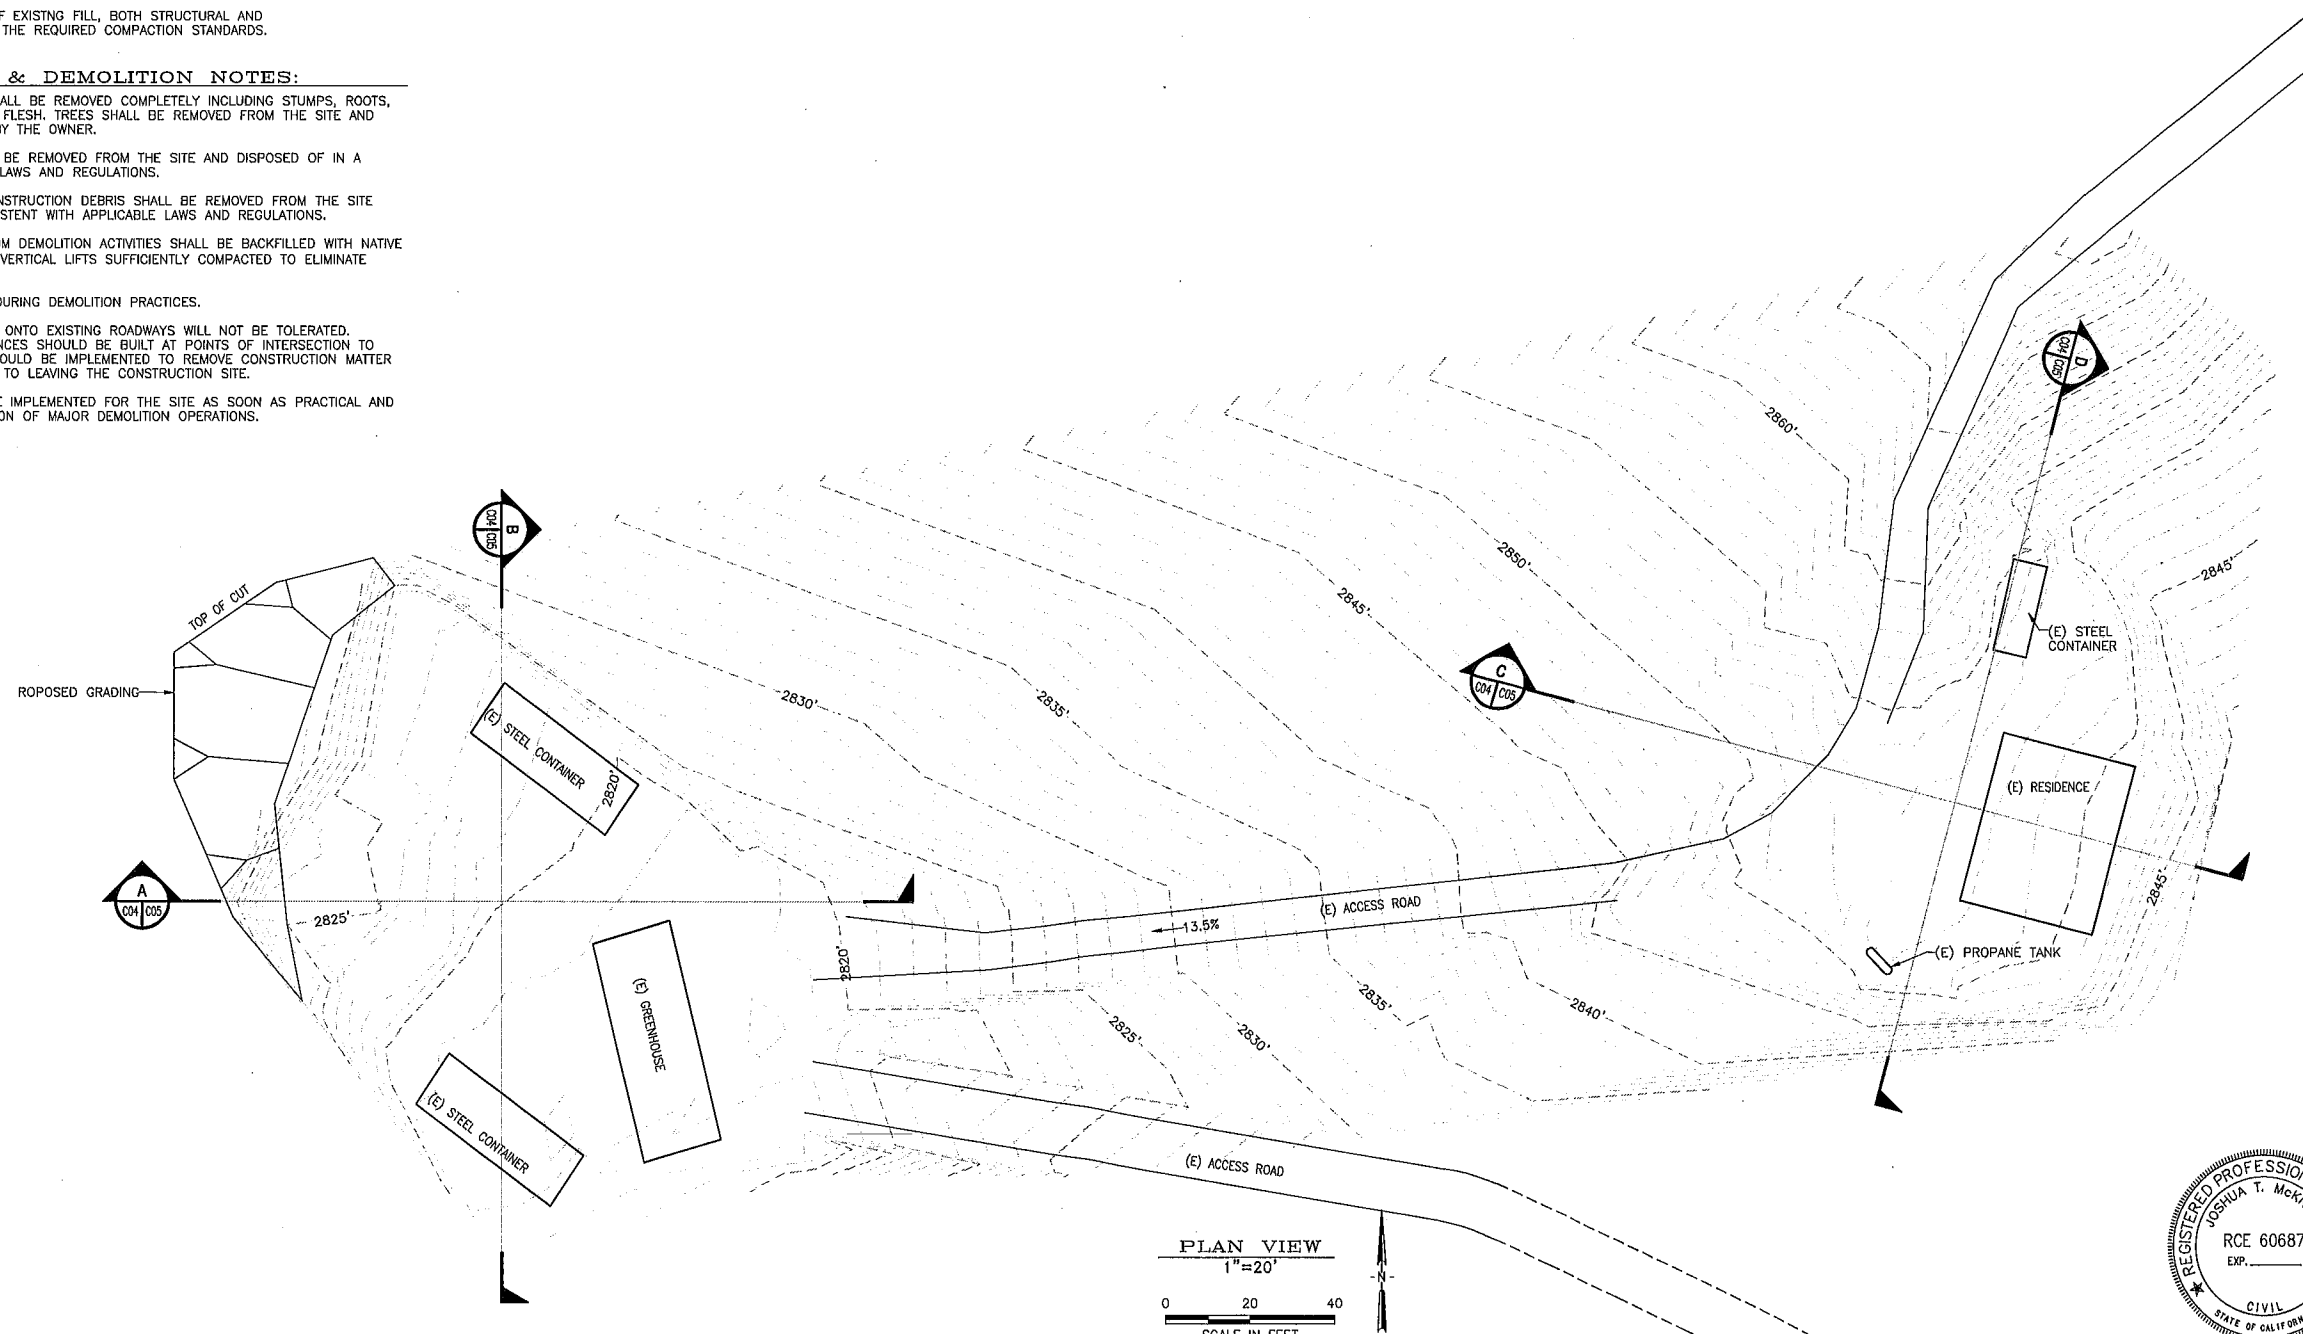 F EXISTNG FILL, BOTH STRUCTURAL AND
THE REQUIRED COMPACTION STANDARDS.
& DEMOLITION NOTES:
ALL BE REMOVED COMPLETELY INCLUDING STUMPS, ROOTS,
FLESH. TREES SHALL BE REMOVED FROM THE SITE AND
BY THE OWNER.
BE REMOVED FROM THE SITE AND DISPOSED OF IN A
LAWS AND REGULATIONS.
NSTRUCTION DEBRIS SHALL BE REMOVED FROM THE SITE
STENT WITH APPLICABLE LAWS AND REGULATIONS.
OM DEMOLITION ACTIVITIES SHALL BE BACKFILLED WITH NATIVE
VERTICAL LIFTS SUFFICIENTLY COMPACTED TO ELIMINATE
DURING DEMOLITION PRACTICES.
ONTO EXISTING ROADWAYS WILL NOT BE TOLERATED.
NCES SHOULD BE BUILT AT POINTS OF INTERSECTION TO
OULD BE IMPLEMENTED TO REMOVE CONSTRUCTION MATTER
TO LEAVING THE CONSTRUCTION SITE.
E IMPLEMENTED FOR THE SITE AS SOON AS PRACTICAL AND
ON OF MAJOR DEMOLITION OPERATIONS.
D
C04 C05
2860'
B
C04 C05
2850'
2845'
2845'
TOP OF CUT
(E) STEEL
CONTAINER
C
C04 C05
ROPOSED GRADING
2830'
2835'
(E) STEEL CONTAINER
2820'
(E) RESIDENCE
A
C04 C05
2825'
2845'
(E) ACCESS ROAD
13.5%
2820'
(E) PROPANE TANK
(E) GREENHOUSE
2825'
2830'
2835'
2840'
(E) STEEL CONTAINER
(E) ACCESS ROAD
PLAN VIEW
1"=20'
N
0 20 40
SCALE IN FEET
REGISTERED PROFESSION
JOSHUA T. McK
RCE 60687
EXP.
CIVIL
STATE OF CALIFORN